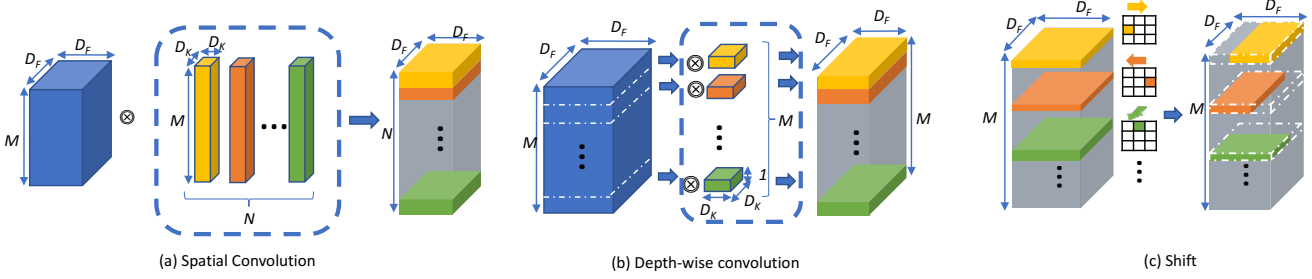 D_F D_F
M
⊗
D_K D_K
M
...
N
D_F D_F
N
(a) Spatial Convolution
D_F D_F
M
⊗
⊗
⊗
M
1
D_K D_K
D_F D_F
M
(b) Depth-wise convolution
D_F D_F
M
D_F D_F
M
(c) Shift